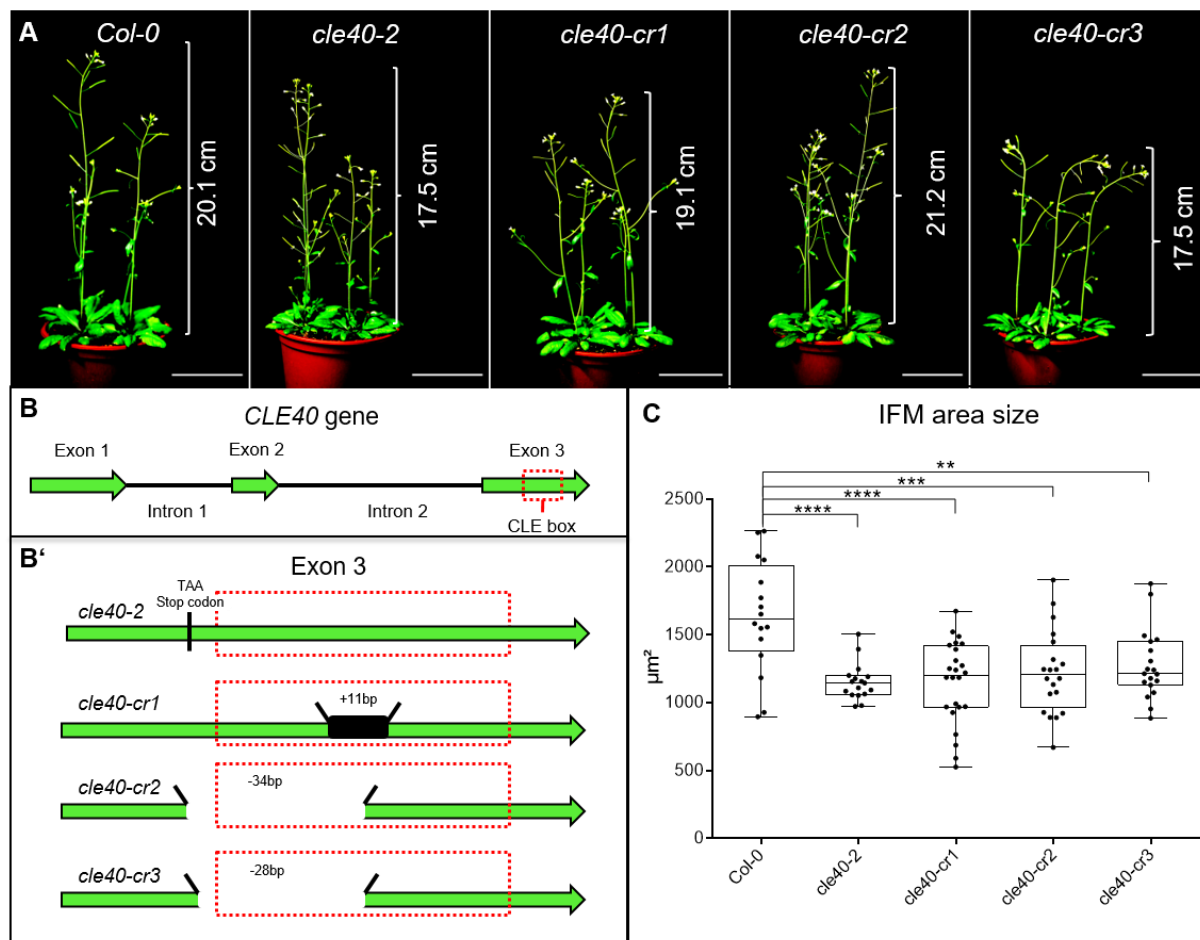 A
Col-0
cle40-2
cle40-cr1
cle40-cr2
cle40-cr3
20.1 cm
17.5 cm
19.1 cm
21.2 cm
17.5 cm
B
CLE40 gene
Exon 1
Exon 2
Exon 3
Intron 1
Intron 2
CLE box
B‘
Exon 3
TAA
Stop codon
cle40-2
+11bp
cle40-cr1
-34bp
cle40-cr2
-28bp
cle40-cr3
C
IFM area size
**
***
****
****
2500
2000
1500
1000
500
0
µm²
Col-0
cle40-2
cle40-cr1
cle40-cr2
cle40-cr3